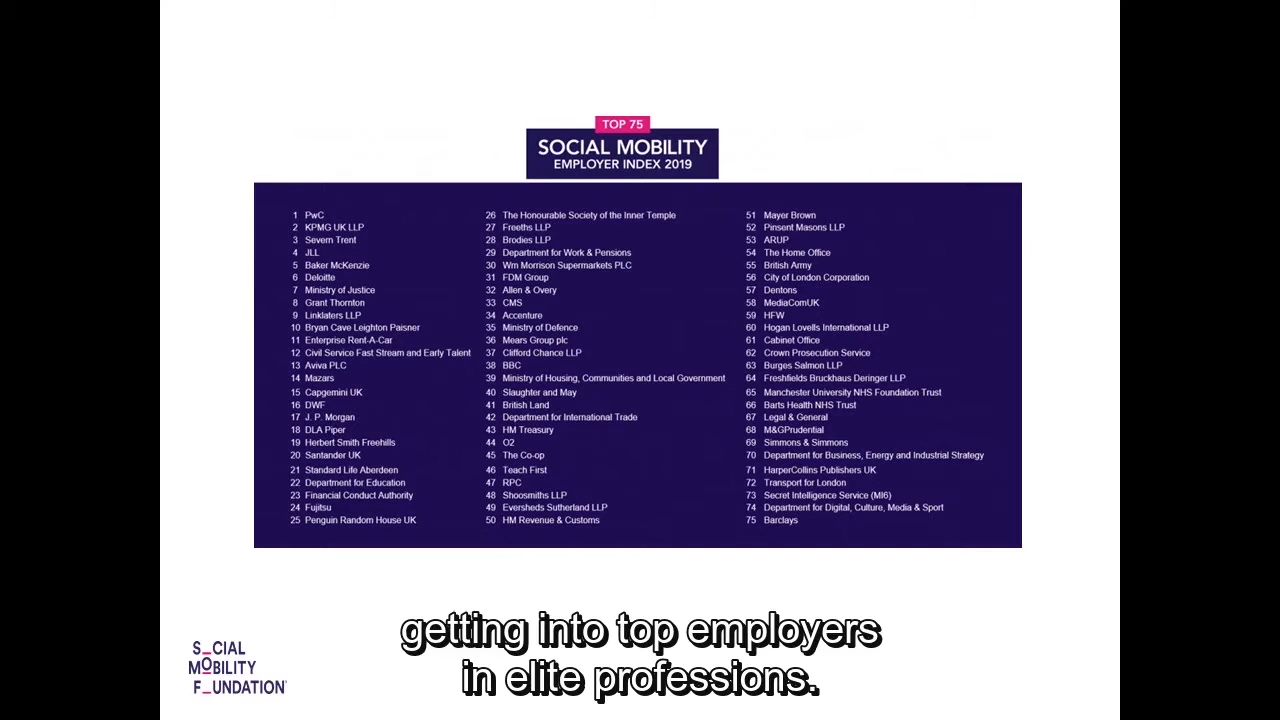 TOP 75
SOCIAL MOBILITY
EMPLOYER INDEX 2019
1 PwC
2 KPMG UK LLP
3 Severn Trent
4 JLL
5 Baker McKenzie
6 Deloitte
7 Ministry of Justice
8 Grant Thornton
9 Linklaters LLP
10 Bryan Cave Leighton Paisner
11 Enterprise Rent-A-Car
12 Civil Service Fast Stream and Early Talent
13 Aviva PLC
14 Mazars
15 Capgemini UK
16 DWF
17 J. P. Morgan
18 DLA Piper
19 Herbert Smith Freehills
20 Santander UK
21 Standard Life Aberdeen
22 Department for Education
23 Financial Conduct Authority
24 Fujitsu
25 Penguin Random House UK
26 The Honourable Society of the Inner Temple
27 Freeths LLP
28 Brodies LLP
29 Department for Work & Pensions
30 Wm Morrison Supermarkets PLC
31 FDM Group
32 Allen & Overy
33 CMS
34 Accenture
35 Ministry of Defence
36 Mears Group plc
37 Clifford Chance LLP
38 BBC
39 Ministry of Housing, Communities and Local Government
40 Slaughter and May
41 British Land
42 Department for International Trade
43 HM Treasury
44 O2
45 The Co-op
46 Teach First
47 RPC
48 Shoosmiths LLP
49 Eversheds Sutherland LLP
50 HM Revenue & Customs
51 Mayer Brown
52 Pinsent Masons LLP
53 ARUP
54 The Home Office
55 British Army
56 City of London Corporation
57 Dentons
58 MediaComUK
59 HFW
60 Hogan Lovells International LLP
61 Cabinet Office
62 Crown Prosecution Service
63 Burges Salmon LLP
64 Freshfields Bruckhaus Deringer LLP
65 Manchester University NHS Foundation Trust
66 Barts Health NHS Trust
67 Legal & General
68 M&GPrudential
69 Simmons & Simmons
70 Department for Business, Energy and Industrial Strategy
71 HarperCollins Publishers UK
72 Transport for London
73 Secret Intelligence Service (MI6)
74 Department for Digital, Culture, Media & Sport
75 Barclays
getting into top employers
in elite professions.
SOCIAL
MOBILITY
FOUNDATION